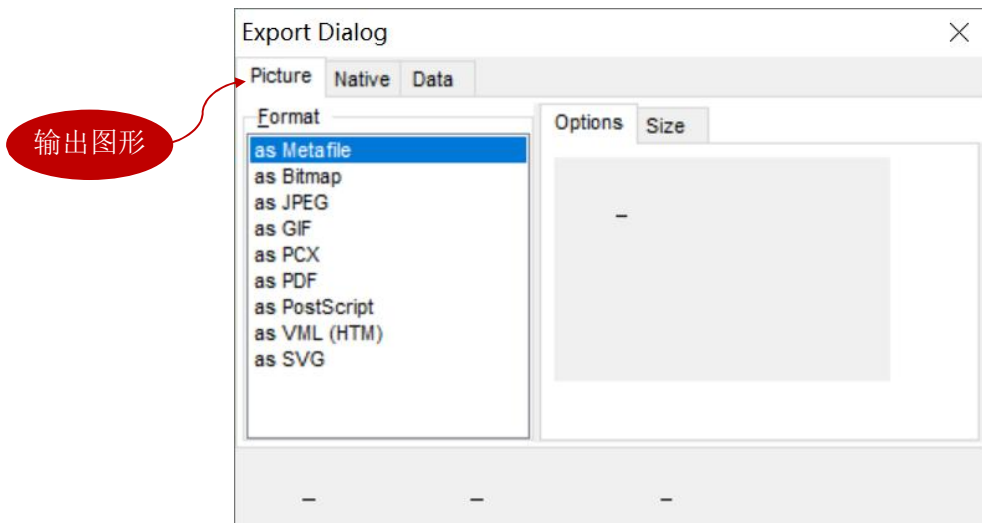 Export Dialog
Picture Native Data
输出图形
Format
Options Size
as Metafile
as Bitmap
as JPEG
as GIF
as PCX
as PDF
as PostScript
as VML (HTM)
as SVG